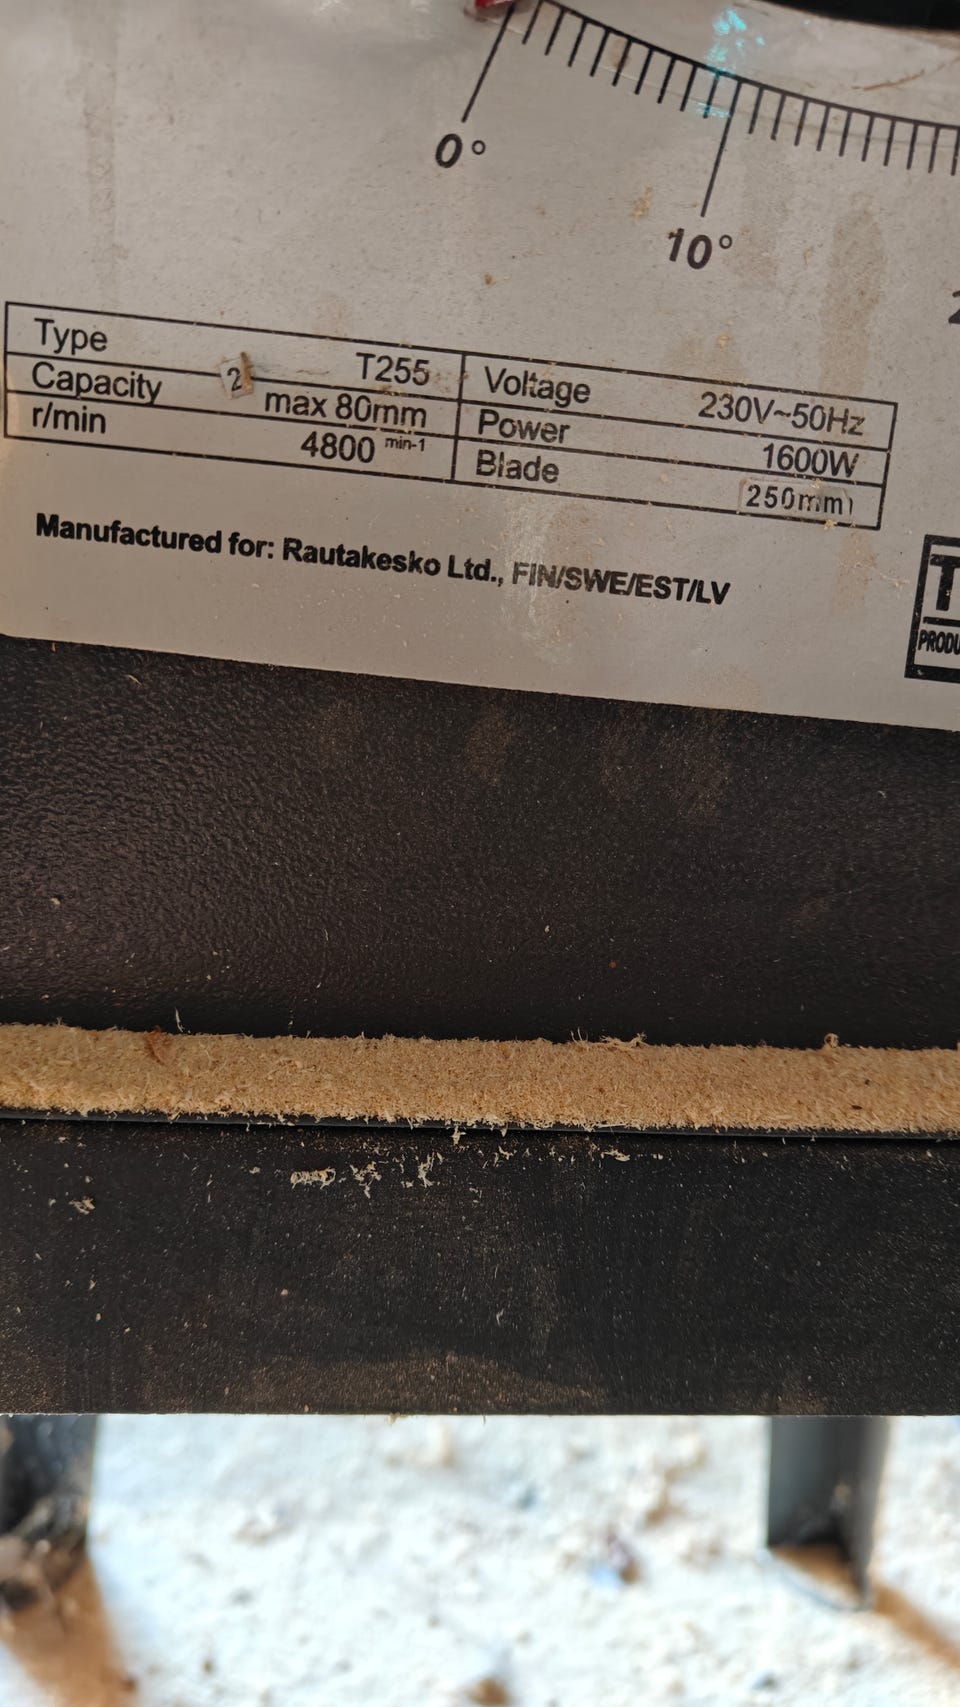 0°
10°
Type T255 Voltage 230V~50Hz
Capacity 2 max 80mm Power 1600W
r/min 4800 min-1 Blade 250mm
Manufactured for: Rautakesko Ltd., FIN/SWE/EST/LV